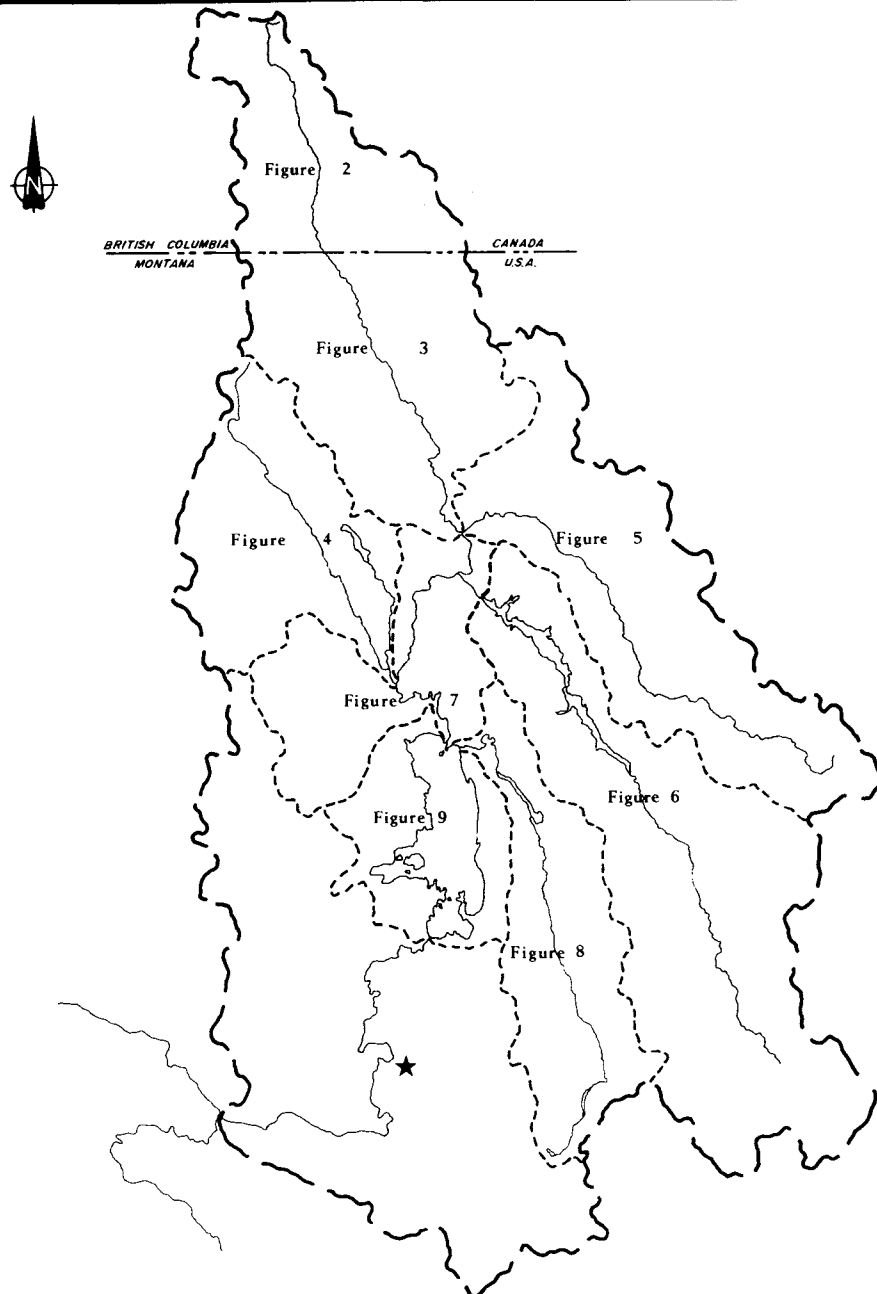 N
Figure 2
BRITISH COLUMBIA CANADA
MONTANA U.S.A.
Figure 3
Figure 4
Figure 5
Figure 7
Figure 6
Figure 9
Figure 8